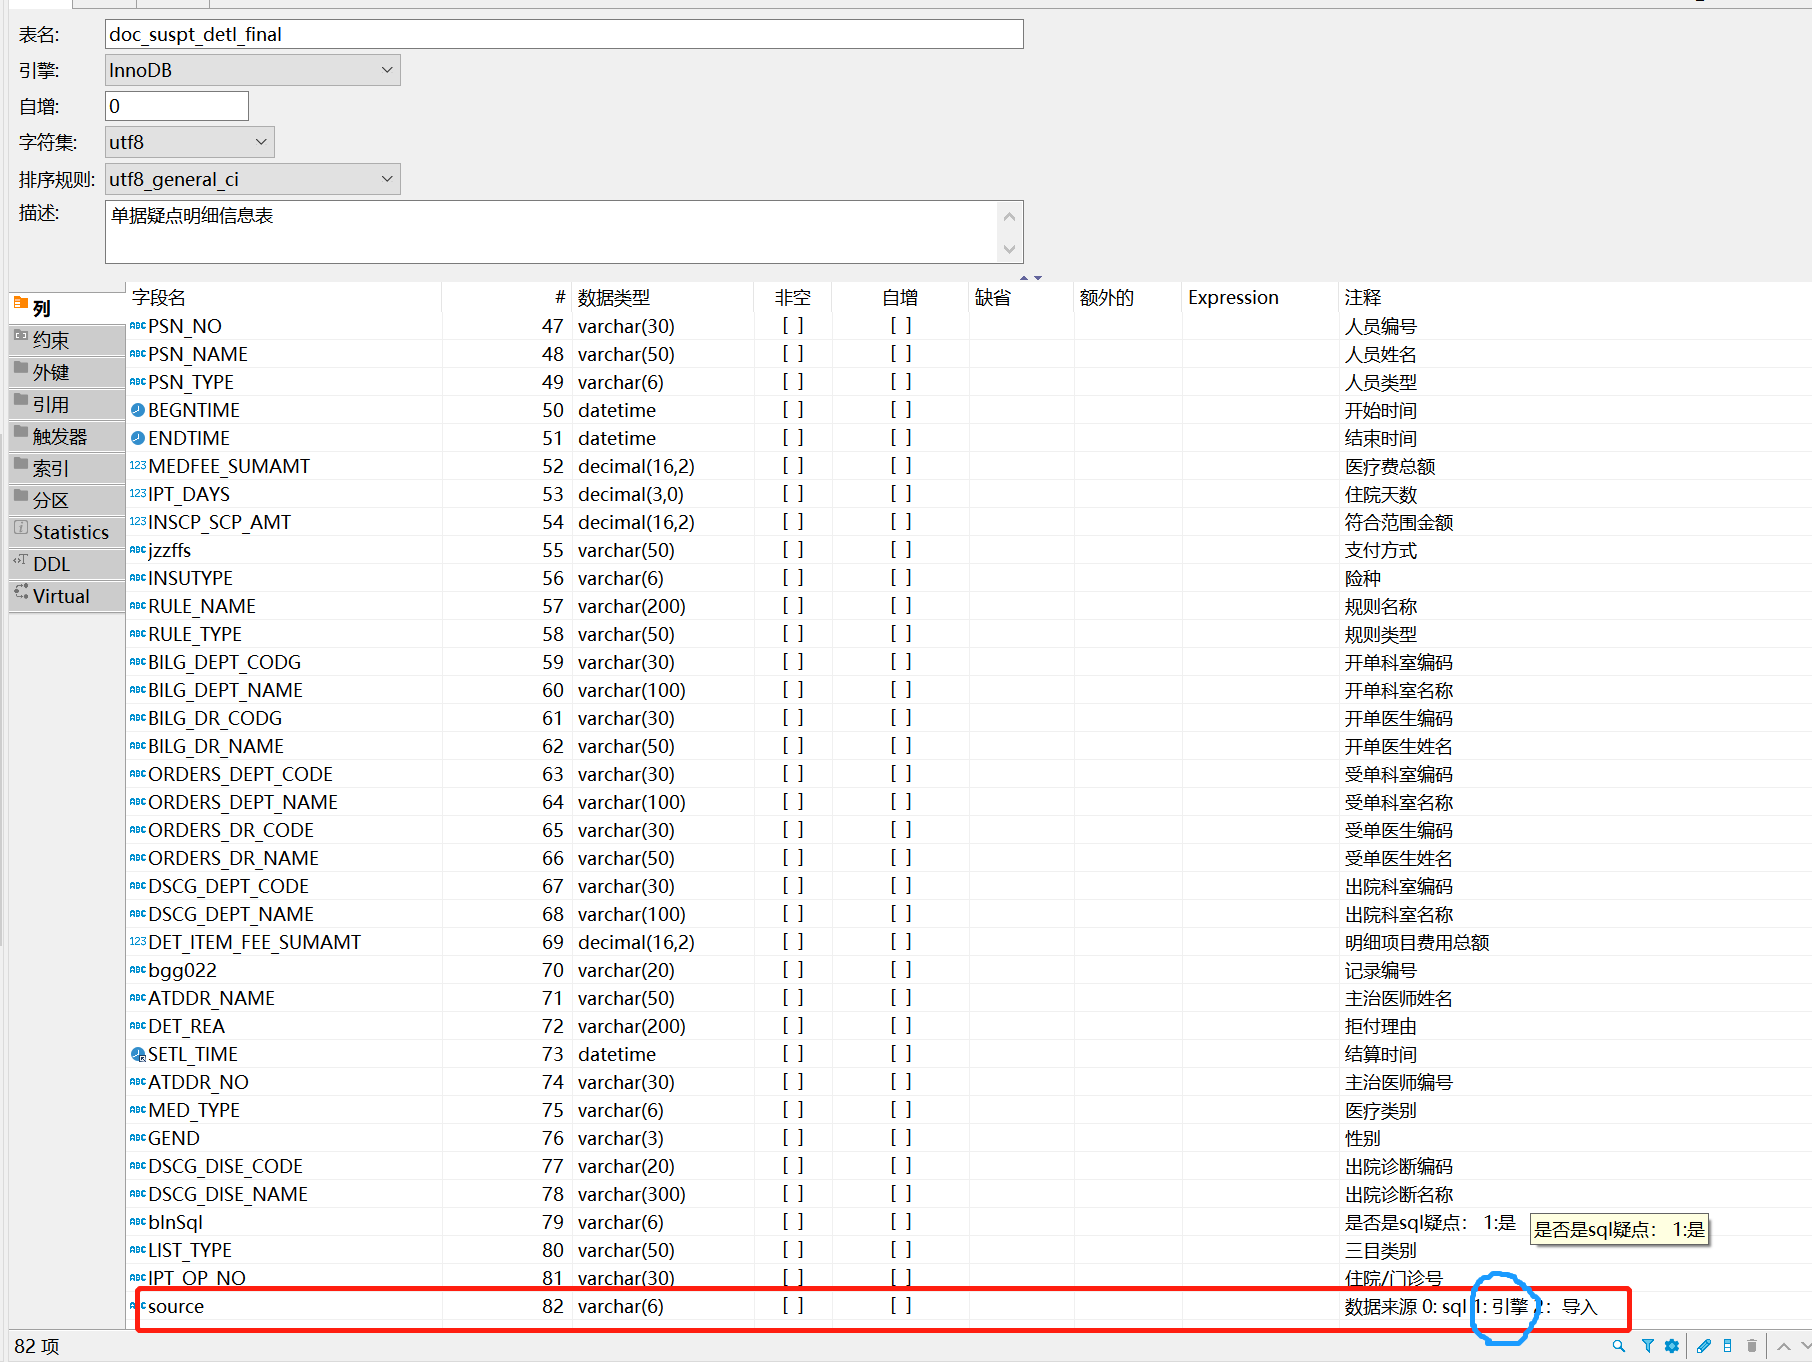 表名: doc_suspt_detl_final
引擎: InnoDB
自增: 0
字符集: utf8
排序规则: utf8_general_ci
描述: 单据疑点明细信息表
列
约束
外键
引用
触发器
索引
分区
Statistics
DDL
Virtual
字段名 # 数据类型 非空 自增 缺省 额外的 Expression 注释
PSN_NO 47 varchar(30) [ ] [ ] 人员编号
PSN_NAME 48 varchar(50) [ ] [ ] 人员姓名
PSN_TYPE 49 varchar(6) [ ] [ ] 人员类型
BEGNTIME 50 datetime [ ] [ ] 开始时间
ENDTIME 51 datetime [ ] [ ] 结束时间
MEDFEE_SUMAMT 52 decimal(16,2) [ ] [ ] 医疗费总额
IPT_DAYS 53 decimal(3,0) [ ] [ ] 住院天数
INSCP_SCP_AMT 54 decimal(16,2) [ ] [ ] 符合范围金额
jzzffs 55 varchar(50) [ ] [ ] 支付方式
INSUTYPE 56 varchar(6) [ ] [ ] 险种
RULE_NAME 57 varchar(200) [ ] [ ] 规则名称
RULE_TYPE 58 varchar(50) [ ] [ ] 规则类型
BILG_DEPT_CODG 59 varchar(30) [ ] [ ] 开单科室编码
BILG_DEPT_NAME 60 varchar(100) [ ] [ ] 开单科室名称
BILG_DR_CODG 61 varchar(30) [ ] [ ] 开单医生编码
BILG_DR_NAME 62 varchar(50) [ ] [ ] 开单医生姓名
ORDERS_DEPT_CODE 63 varchar(30) [ ] [ ] 受单科室编码
ORDERS_DEPT_NAME 64 varchar(100) [ ] [ ] 受单科室名称
ORDERS_DR_CODE 65 varchar(30) [ ] [ ] 受单医生编码
ORDERS_DR_NAME 66 varchar(50) [ ] [ ] 受单医生姓名
DSCG_DEPT_CODE 67 varchar(30) [ ] [ ] 出院科室编码
DSCG_DEPT_NAME 68 varchar(100) [ ] [ ] 出院科室名称
DET_ITEM_FEE_SUMAMT 69 decimal(16,2) [ ] [ ] 明细项目费用总额
bgg022 70 varchar(20) [ ] [ ] 记录编号
ATDDR_NAME 71 varchar(50) [ ] [ ] 主治医师姓名
DET_REA 72 varchar(200) [ ] [ ] 拒付理由
SETL_TIME 73 datetime [ ] [ ] 结算时间
ATDDR_NO 74 varchar(30) [ ] [ ] 主治医师编号
MED_TYPE 75 varchar(6) [ ] [ ] 医疗类别
GEND 76 varchar(3) [ ] [ ] 性别
DSCG_DISE_CODE 77 varchar(20) [ ] [ ] 出院诊断编码
DSCG_DISE_NAME 78 varchar(300) [ ] [ ] 出院诊断名称
blnSql 79 varchar(6) [ ] [ ] 是否是sql疑点： 1:是
是否是sql疑点： 1:是
LIST_TYPE 80 varchar(50) [ ] [ ] 三目类别
IPT_OP_NO 81 varchar(30) [ ] [ ] 住院/门诊号
source 82 varchar(6) [ ] [ ] 数据来源 0: sql 1: 引擎 2： 导入
82 项